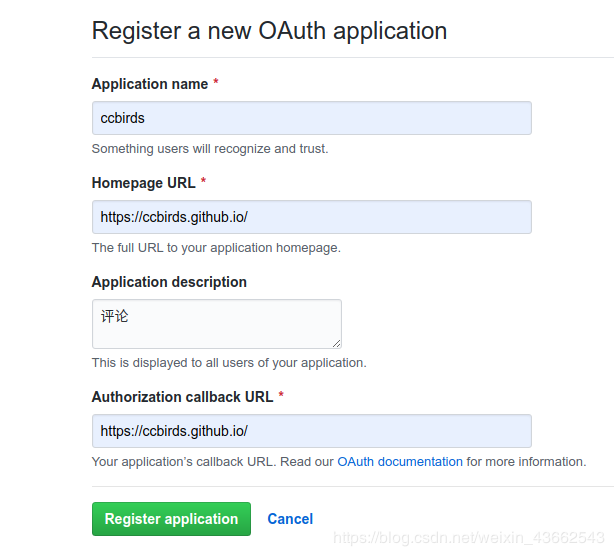 Register a new OAuth application
Application name *
ccbirds
Something users will recognize and trust.
Homepage URL *
https://ccbirds.github.io/
The full URL to your application homepage.
Application description
评论
This is displayed to all users of your application.
Authorization callback URL *
https://ccbirds.github.io/
Your application's callback URL. Read our OAuth documentation for more information.
Register application Cancel
https://blog.csdn.net/weixin_43662543